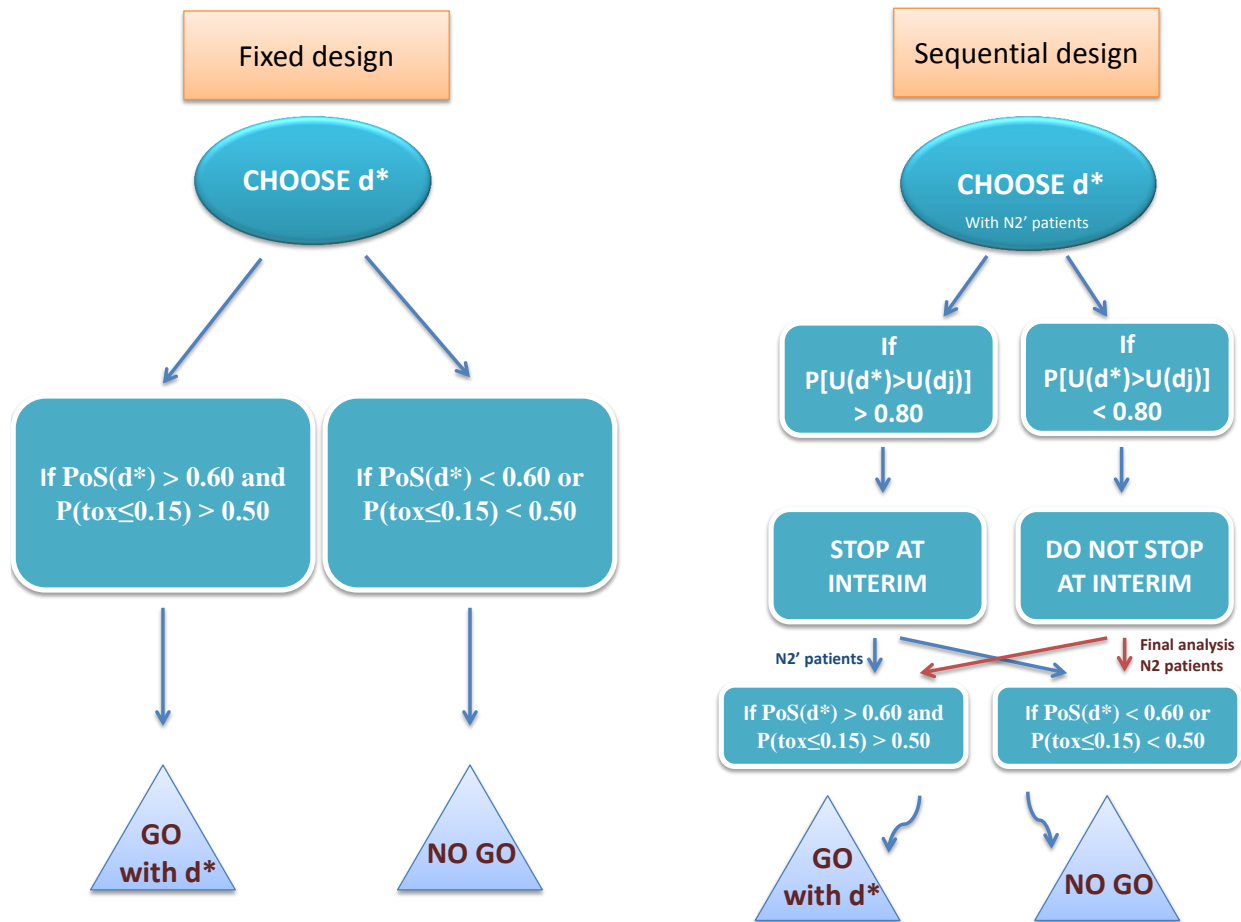 Fixed design
CHOOSE d*
If PoS(d*) > 0.60 and
P(tox≤0.15) > 0.50
If PoS(d*) < 0.60 or
P(tox≤0.15) < 0.50
GO
with d*
NO GO
Sequential design
CHOOSE d*
With N2’ patients
If
P[U(d*)>U(dj)]
> 0.80
If
P[U(d*)>U(dj)]
< 0.80
STOP AT
INTERIM
DO NOT STOP
AT INTERIM
N2’ patients
Final analysis
N2 patients
If PoS(d*) > 0.60 and
P(tox≤0.15) > 0.50
If PoS(d*) < 0.60 or
P(tox≤0.15) < 0.50
GO
with d*
NO GO